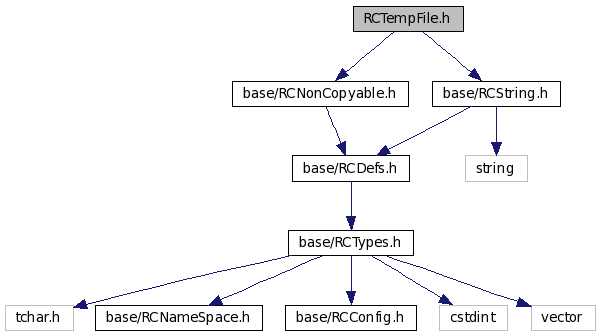 RCTempFile.h
base/RCNonCopyable.h
base/RCString.h
base/RCDefs.h
string
base/RCTypes.h
tchar.h
base/RCNameSpace.h
base/RCConfig.h
cstdint
vector